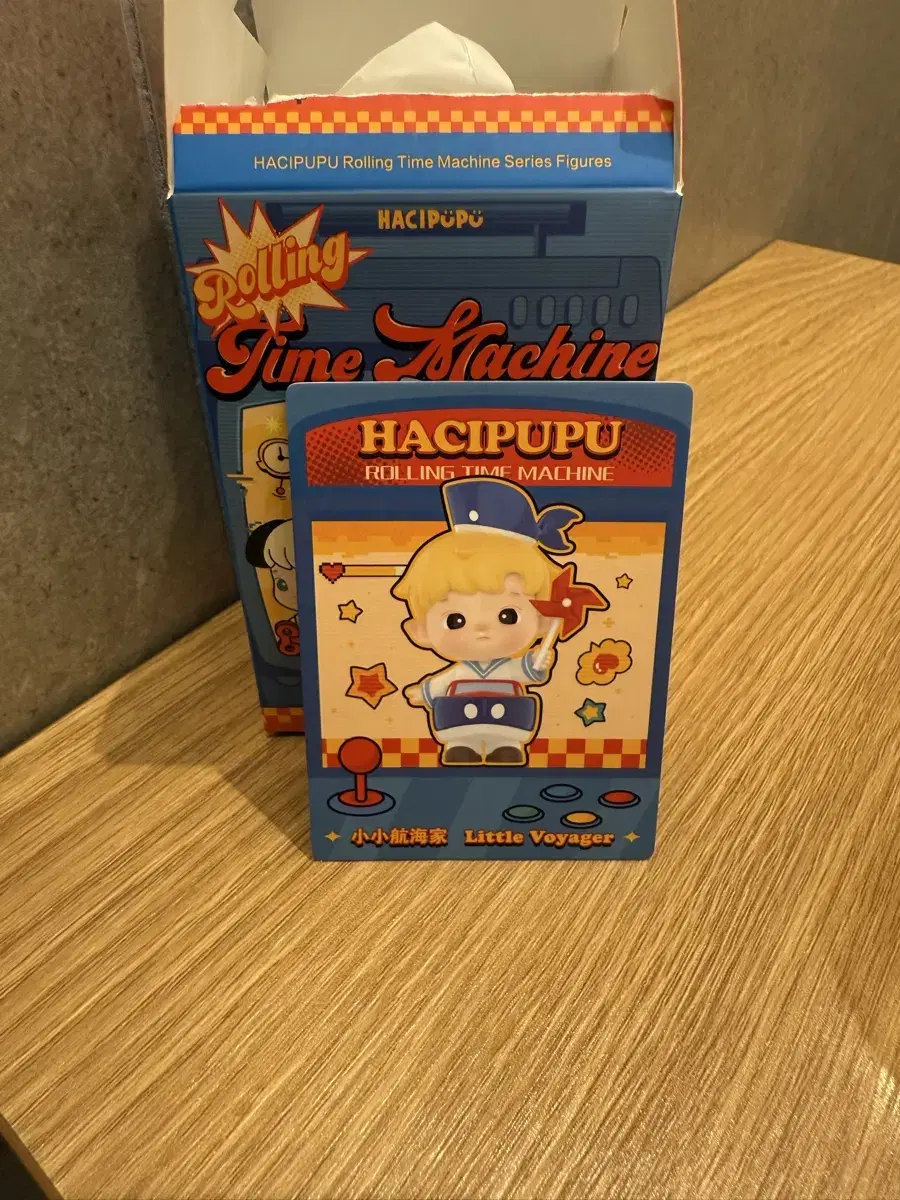 HACIPUPU Rolling Time Machine Series Figures
HACIPÜPÜ
Rolling
Time Machine
HACIPUPU
ROLLING TIME MACHINE
小小航海家 Little Voyager